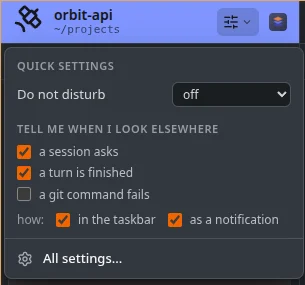 orbit-api
~/projects
QUICK SETTINGS
Do not disturb
off
TELL ME WHEN I LOOK ELSEWHERE
a session asks
a turn is finished
a git command fails
how: in the taskbar as a notification
All settings...